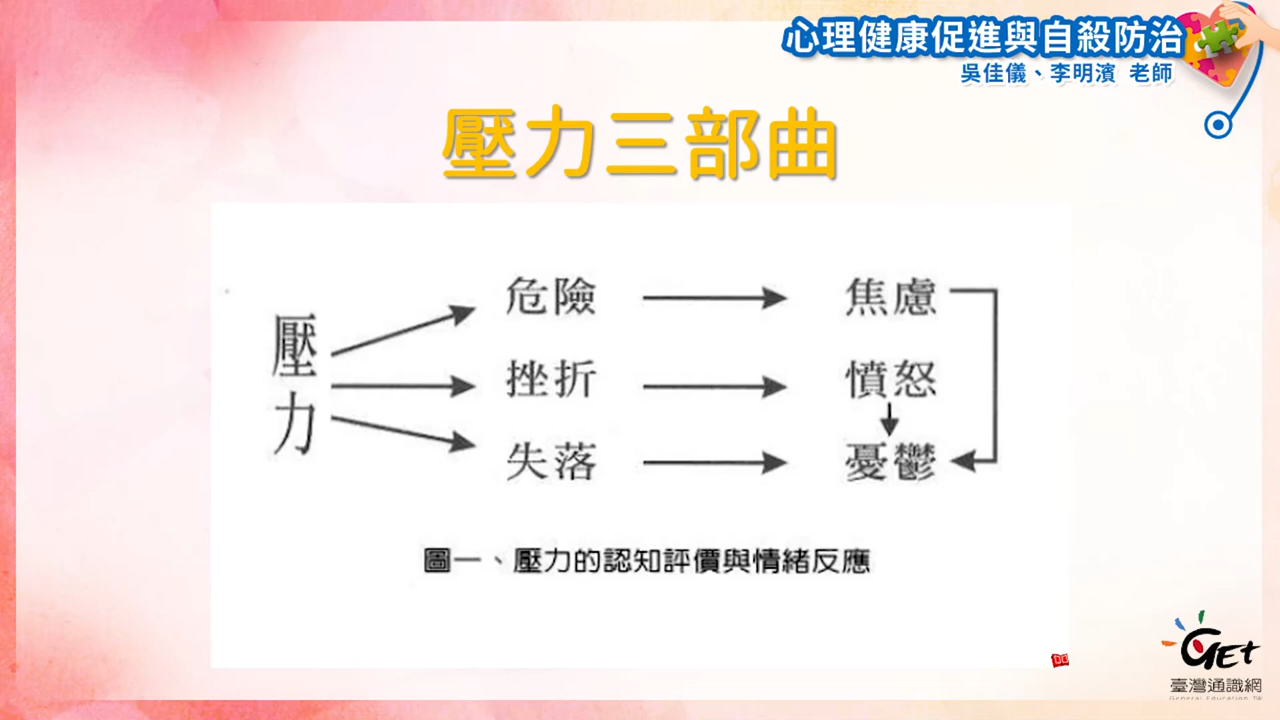 心理健康促進與自殺防治
吳佳儀、李明濱 老師
壓力三部曲
壓力
危險
焦慮
挫折
憤怒
失落
憂鬱
圖一、壓力的認知評價與情緒反應
GET
臺灣通識網
General Education TW